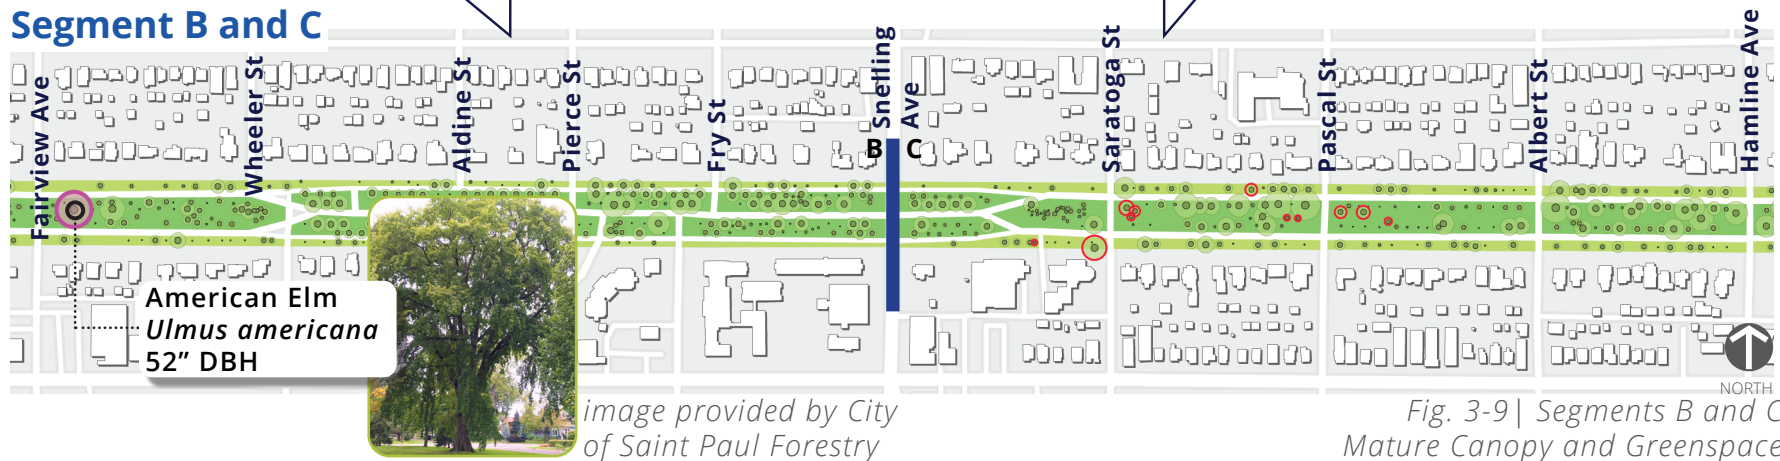 Segment B and C
Fairview Ave
Wheeler St
Aldine St
Pierce St
Fry St
Snelling
Ave
B
C
Saratoga St
Pascal St
Albert St
Hamline Ave
American Elm
Ulmus americana
52” DBH
NORTH
image provided by City
of Saint Paul Forestry
Fig. 3-9| Segments B and C
Mature Canopy and Greenspace